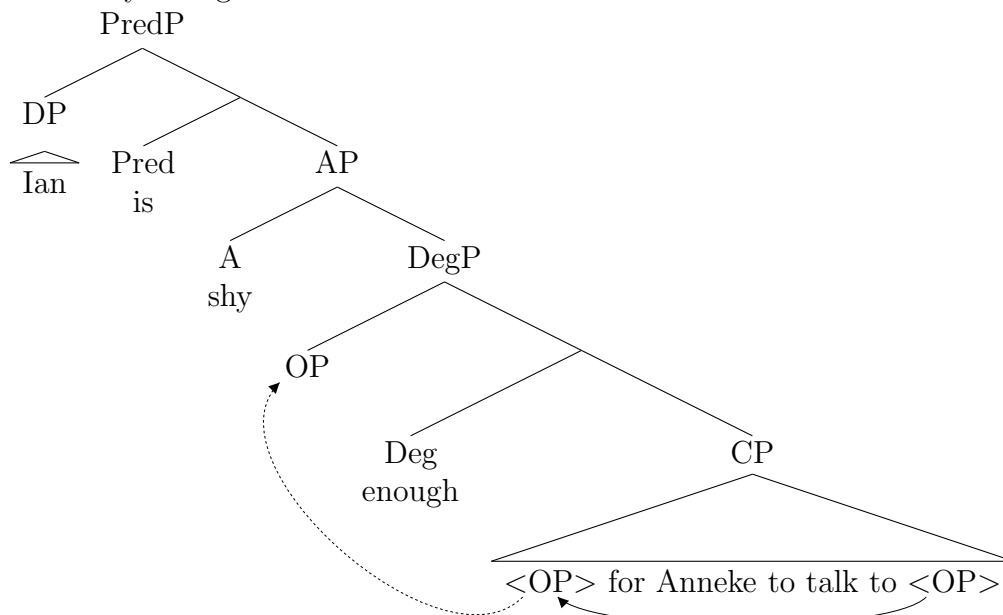 PredP
DP
Pred
is
AP
Ian
A
shy
DegP
OP
Deg
enough
CP
<OP> for Anneke to talk to <OP>